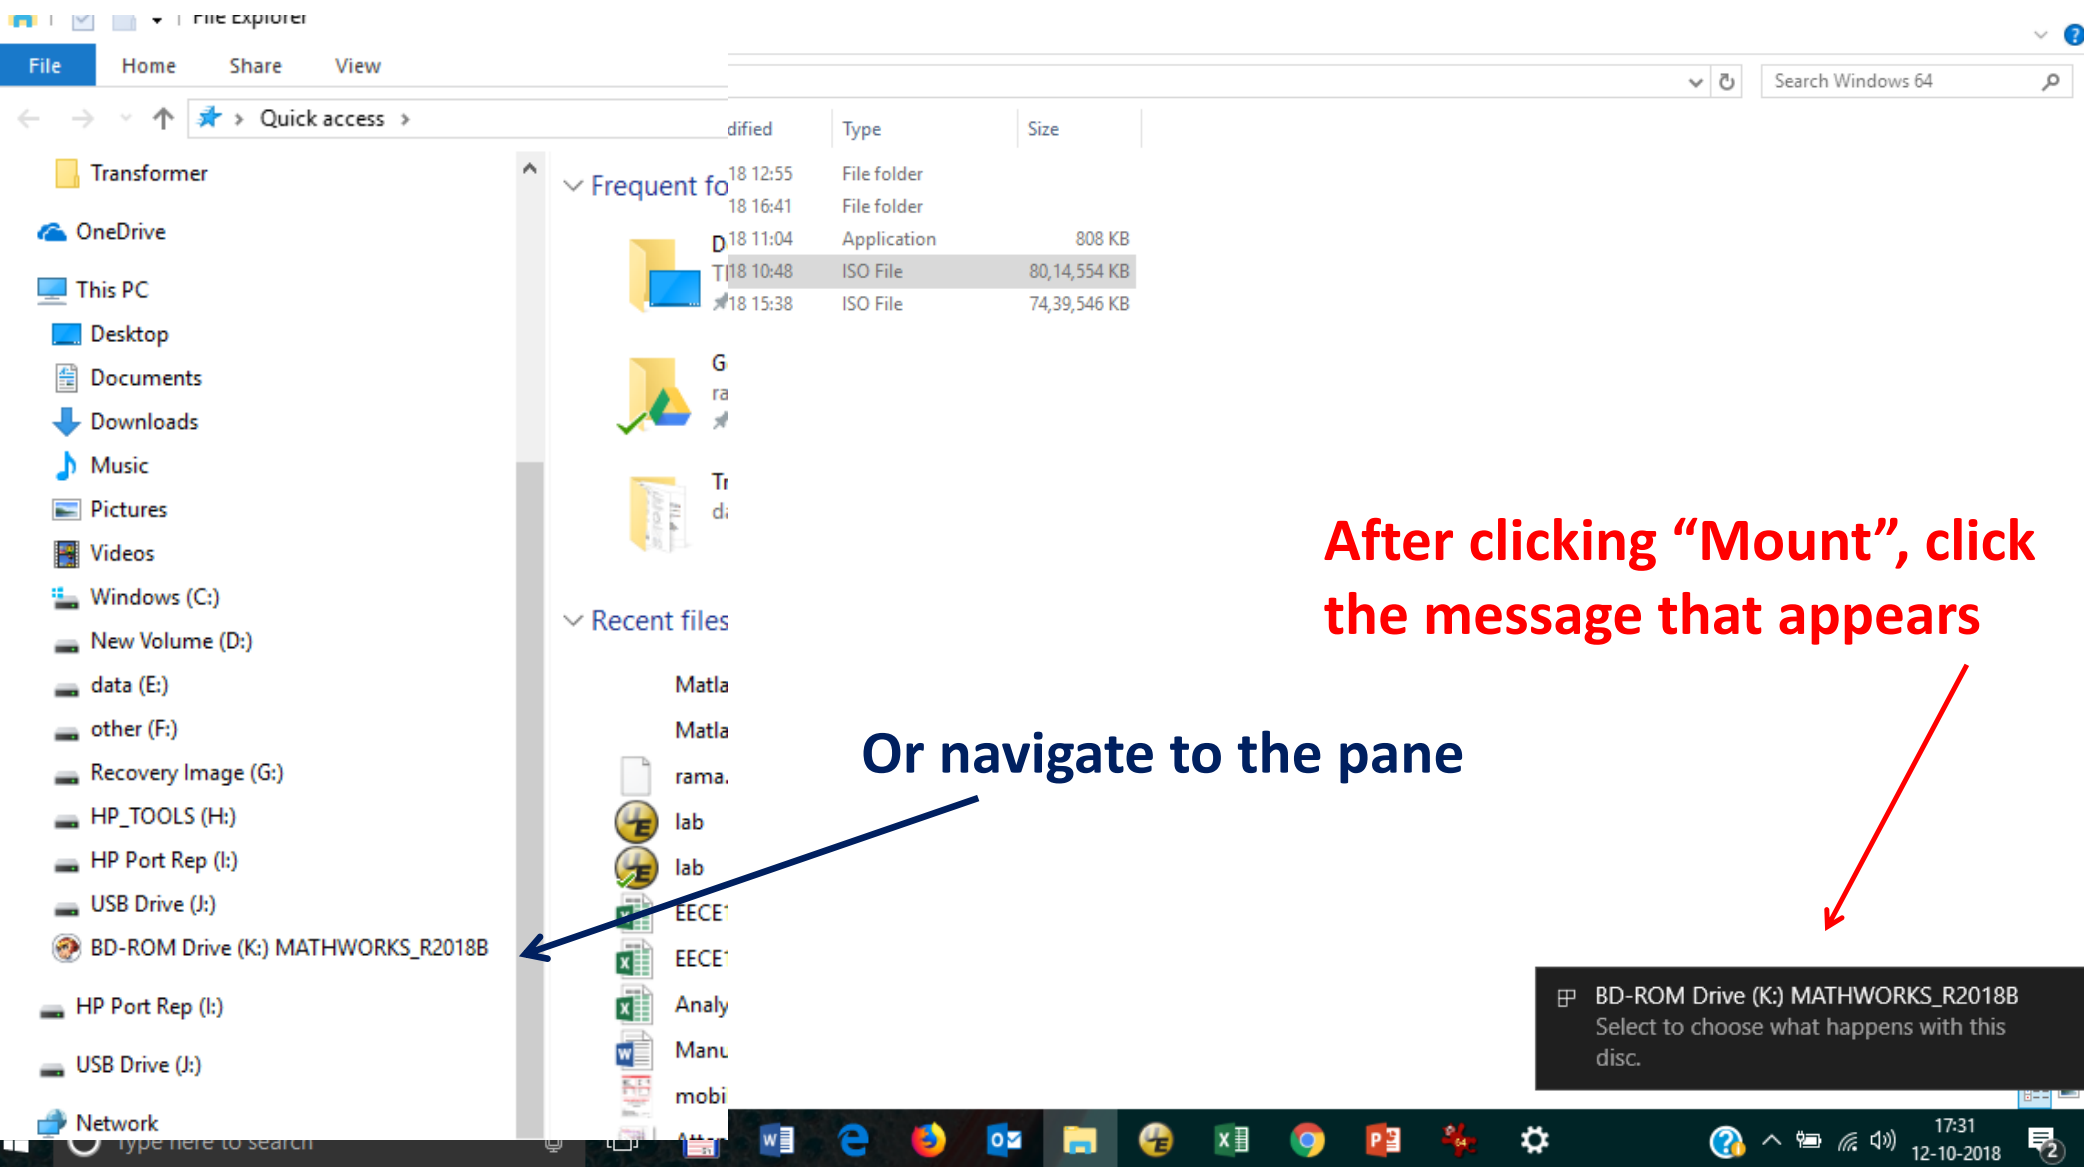 File Explorer
File Home Share View
Quick access
Search Windows 64
Transformer
OneDrive
This PC
Desktop
Documents
Downloads
Music
Pictures
Videos
Windows (C:)
New Volume (D:)
data (E:)
other (F:)
Recovery Image (G:)
HP_TOOLS (H:)
HP Port Rep (I:)
USB Drive (J:)
BD-ROM Drive (K:) MATHWORKS_R2018B
HP Port Rep (I:)
USB Drive (J:)
Network
Frequent fo
D
G
ra
Tr
Recent files
Matla
Matla
rama.
lab
lab
EECE
EECE
Analy
Manu
mobi
dified Type Size
18 12:55 File folder
18 16:41 File folder
18 11:04 Application 808 KB
18 10:48 ISO File 80,14,554 KB
18 15:38 ISO File 74,39,546 KB
After clicking “Mount”, click
the message that appears
Or navigate to the pane
BD-ROM Drive (K:) MATHWORKS_R2018B
Select to choose what happens with this
disc.
Type here to search
17:31
12-10-2018
2